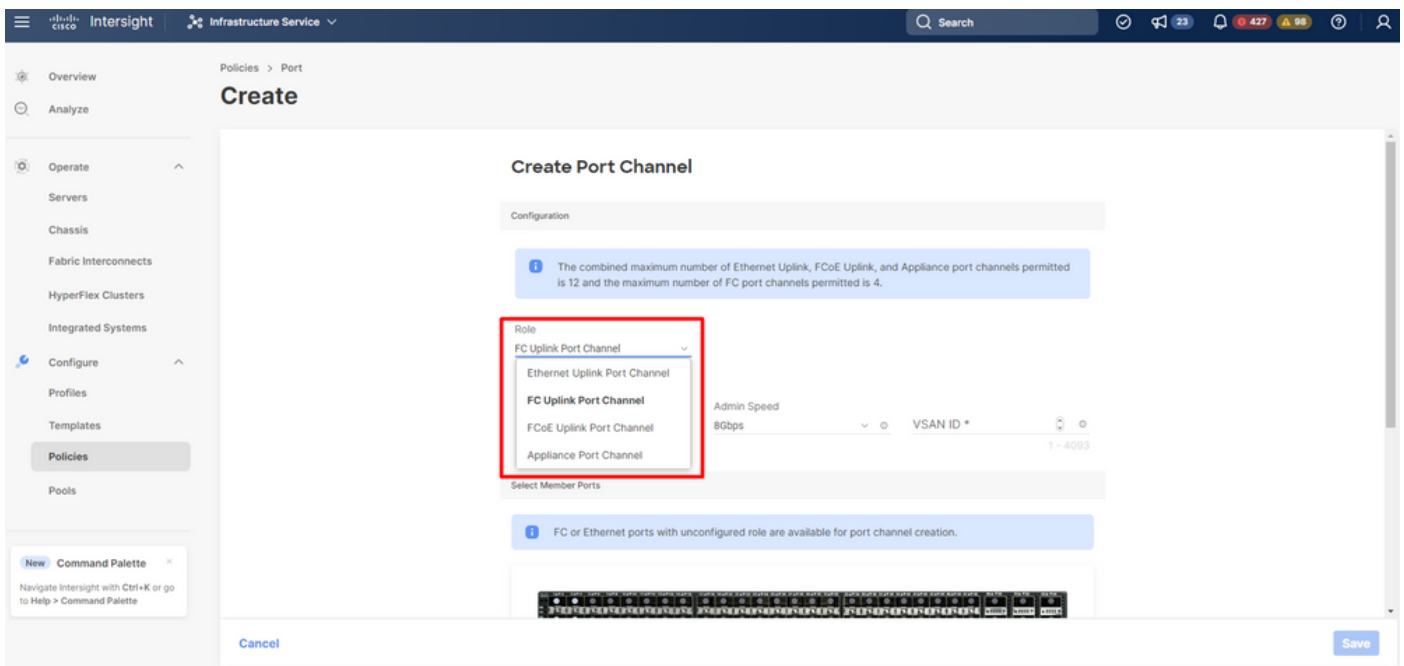 CISCO Intersight
Infrastructure Service
Search
23
427
98
Overview
Analyze
Operate
Servers
Chassis
Fabric Interconnects
HyperFlex Clusters
Integrated Systems
Configure
Profiles
Templates
Policies
Pools
New Command Palette
Navigate Intersight with Ctrl+K or go
to Help > Command Palette
Policies > Port
Create
Create Port Channel
Configuration
The combined maximum number of Ethernet Uplink, FCoE Uplink, and Appliance port channels permitted
is 12 and the maximum number of FC port channels permitted is 4.
Role
FC Uplink Port Channel
Ethernet Uplink Port Channel
FC Uplink Port Channel
FCoE Uplink Port Channel
Appliance Port Channel
Admin Speed
8Gbps
VSAN ID *
1 - 4093
Select Member Ports
FC or Ethernet ports with unconfigured role are available for port channel creation.
Cancel
Save